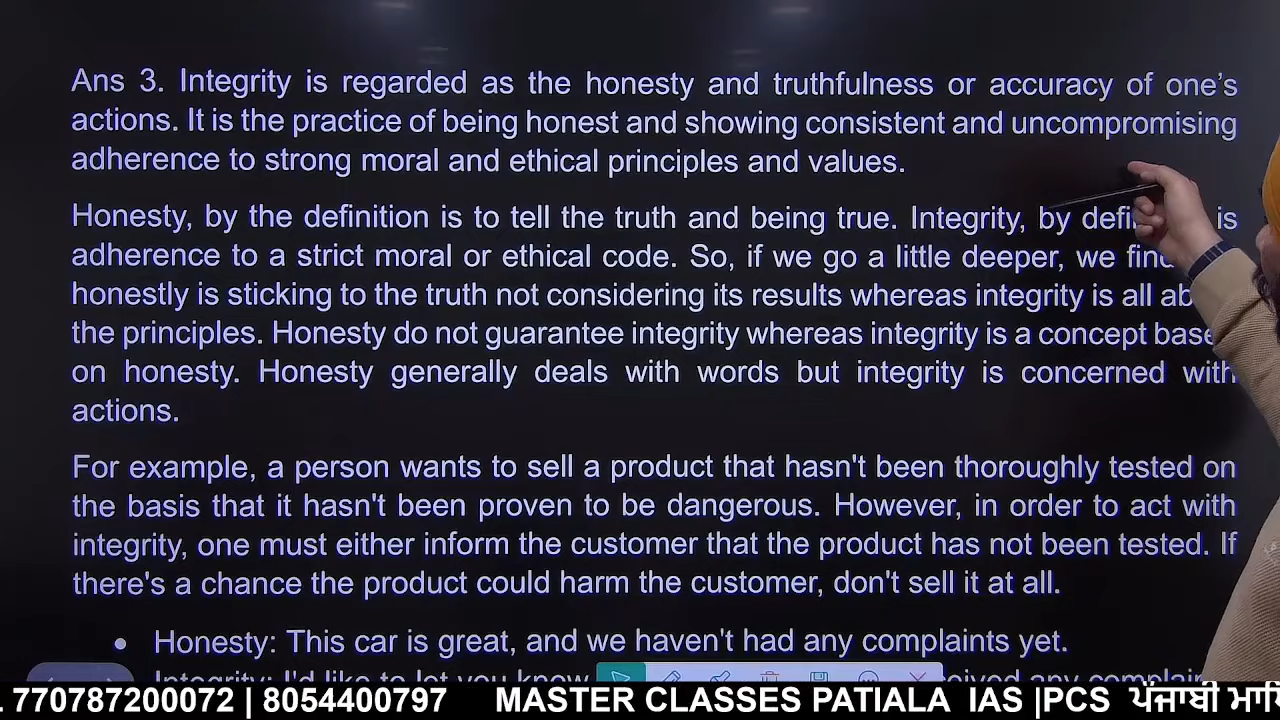 Ans 3. Integrity is regarded as the honesty and truthfulness or accuracy of one's
actions. It is the practice of being honest and showing consistent and uncompromising
adherence to strong moral and ethical principles and values.
Honesty, by the definition is to tell the truth and being true. Integrity, by is
adherence to a strict moral or ethical code. So, if we go a little deeper, we
honestly is sticking to the truth not considering its results whereas integrity is all
the principles. Honesty do not guarantee integrity whereas integrity is a concept
on honesty. Honesty generally deals with words but integrity is concerned with
actions.
For example, a person wants to sell a product that hasn't been thoroughly tested on
the basis that it hasn't been proven to be dangerous. However, in order to act with
integrity, one must either inform the customer that the product has not been tested. If
there's a chance the product could harm the customer, don't sell it at all.
• Honesty: This car is great, and we haven't had any complaints yet.
Integrity: I'd like to let you know any
770787200072 | 8054400797 MASTER CLASSES PATIALA IAS |PCS ਪੰਜਾਬੀ